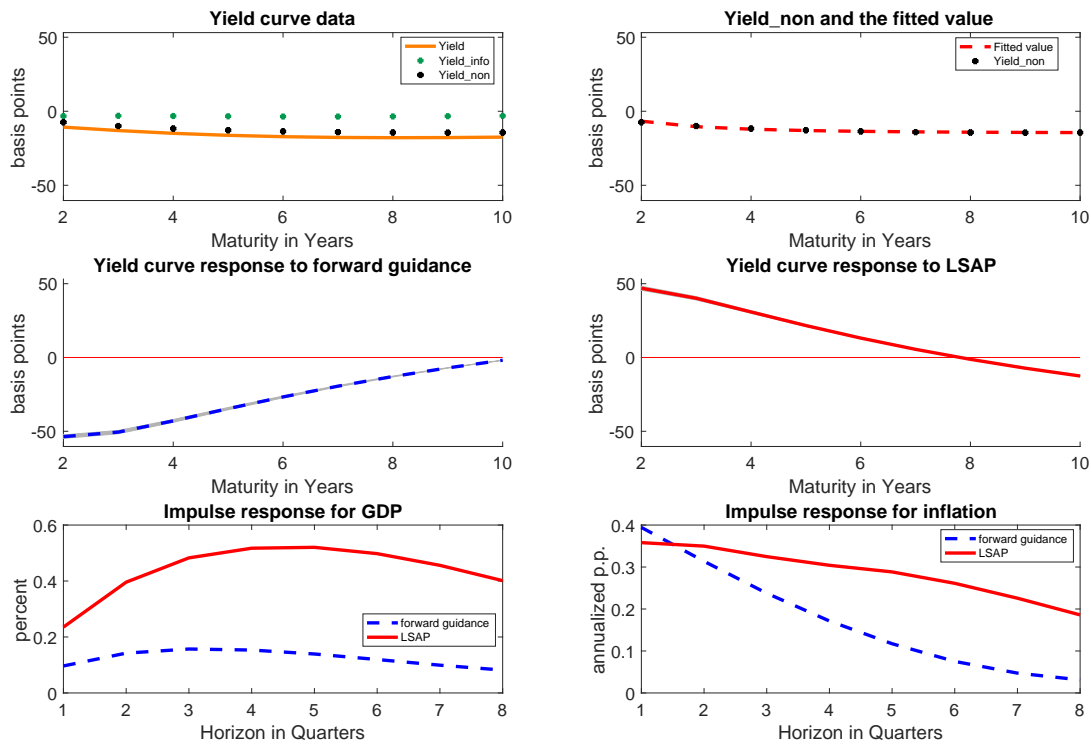 Yield curve data
50
0
-50
basis points
Yield
Yield_info
Yield_non
2
4
6
8
10
Maturity in Years
Yield_non and the fitted value
50
0
-50
basis points
Fitted value
Yield_non
2
4
6
8
10
Maturity in Years
Yield curve response to forward guidance
50
0
-50
basis points
2
4
6
8
10
Maturity in Years
Yield curve response to LSAP
50
0
-50
basis points
2
4
6
8
10
Maturity in Years
Impulse response for GDP
0.6
0.4
0.2
0
percent
forward guidance
LSAP
1
2
3
4
5
6
7
8
Horizon in Quarters
Impulse response for inflation
0.4
0.3
0.2
0.1
0
annualized p.p.
forward guidance
LSAP
1
2
3
4
5
6
7
8
Horizon in Quarters